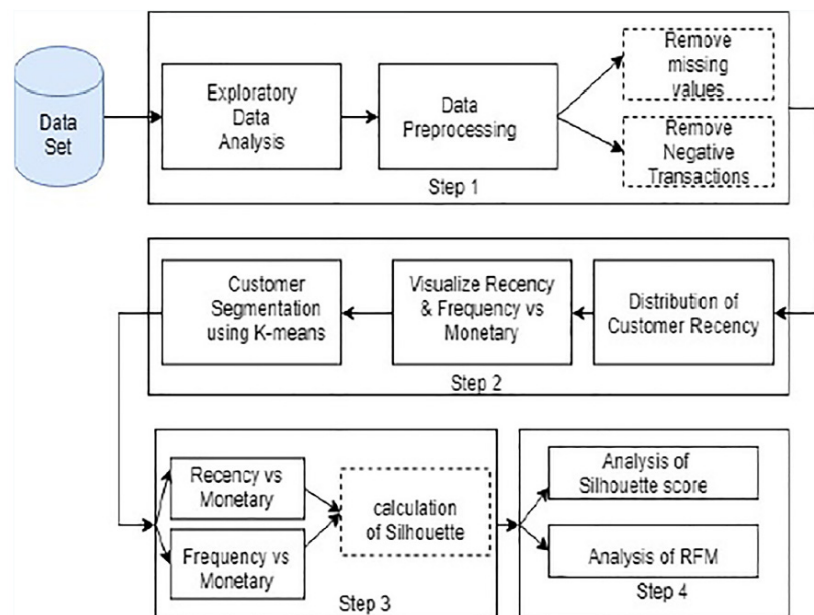 Data
Set
Exploratory
Data
Analysis
Data
Preprocessing
Remove
missing
values
Remove
Negative
Transactions
Step 1
Customer
Segmentation
using K-means
Visualize Recency
& Frequency vs
Monetary
Distribution of
Customer Recency
Step 2
Recency vs
Monetary
Frequency vs
Monetary
calculation
of Silhouette
Step 3
Analysis of
Silhouette score
Analysis of RFM
Step 4